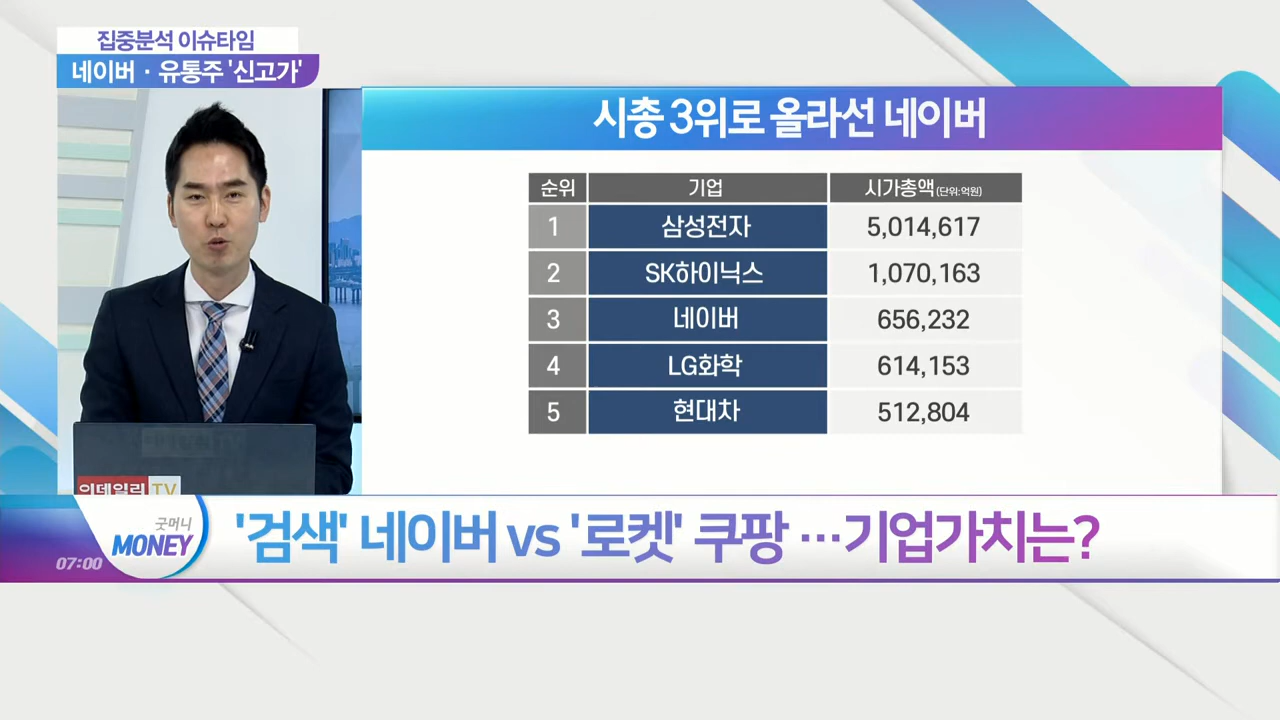 집중분석 이슈타임
네이버 · 유통주 '신고가'
시총 3위로 올라선 네이버
순위 기업 시가총액(단위:억원)
1 삼성전자 5,014,617
2 SK하이닉스 1,070,163
3 네이버 656,232
4 LG화학 614,153
5 현대차 512,804
이데일리TV
굿머니
MONEY
07:00
'검색' 네이버 vs '로켓' 쿠팡 …기업가치는?